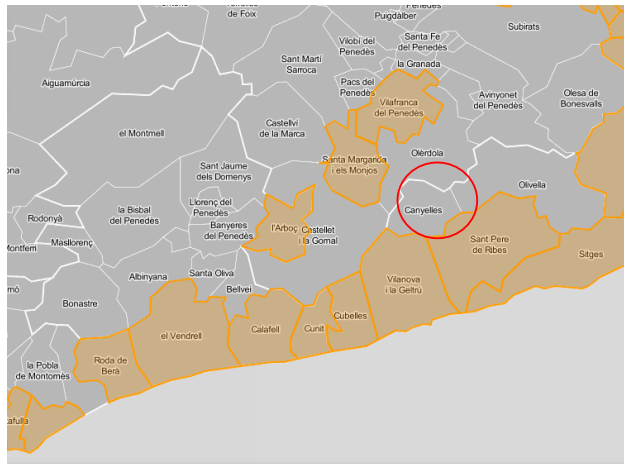 de Foix
Puigdàlber
Penedès
Subirats
Vilobí del
Penedès
Santa Fe
del Penedès
Sant Martí
Sarroca
la Granada
Aiguamúrcia
Pacs del
Penedès
Avinyonet
del Penedès
Olesa de
Bonesvalls
Vilafranca
del Penedès
Castellví
de la Marca
el Montmell
Olèrdola
Santa Margarida
i els Monjos
Sant Jaume
dels Domenys
Olivella
Llorenç del
Penedès
la Bisbal
del Penedès
Canyelles
Rodonyà
Banyeres
del Penedès
l'Arboç
Castellet
i la Gornal
Masllorenç
Montferri
Sant Pere
de Ribes
Sitges
Albinyana
Santa Oliva
Vilanova
i la Geltrú
Bellvei
Bonastre
Cubelles
el Vendrell
Calafell
Cunit
Roda de
Berà
la Pobla
de Montornès
afulla